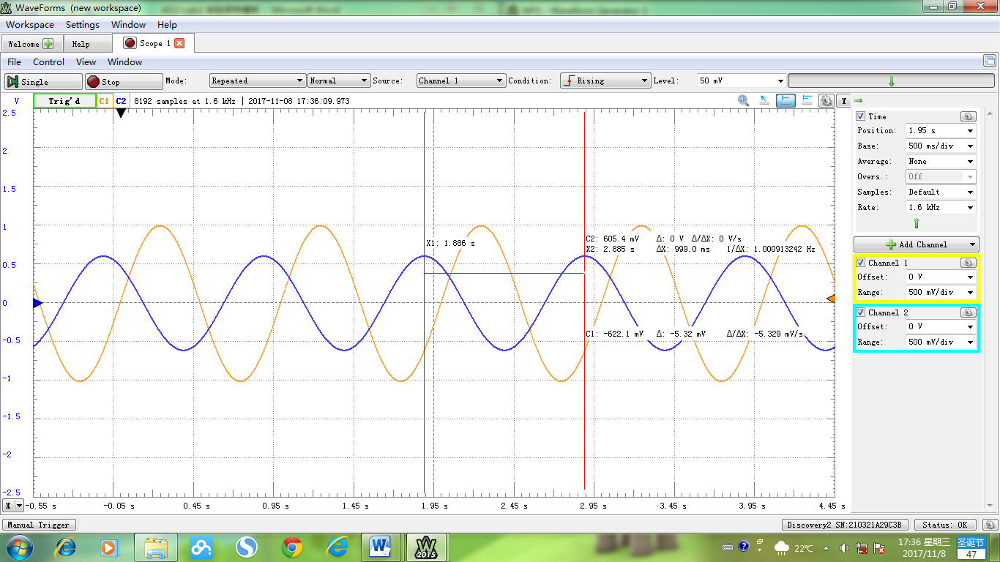 WaveForms (new workspace)
Workspace Settings Window Help
Welcome Help Scope 1
File Control View Window
Single Stop Mode: Repeated Normal Source: Channel 1 Condition: Rising Level: 50 mV
V Trig'd C1 C2 8192 samples at 1.6 kHz | 2017-11-08 17:36:09.973 Y
2.5
2
1.5
1
0.5
0
-0.5
-1
-1.5
-2
-2.5
X1: 1.886 s
C2: 605.4 mV Δ: 0 V Δ/ΔX: 0 V/s
X2: 2.885 s ΔX: 999.0 ms 1/ΔX: 1.000913242 Hz
C1: -622.1 mV Δ: -5.32 mV Δ/ΔX: -5.329 mV/s
X -0.55 s -0.05 s 0.45 s 0.95 s 1.45 s 1.95 s 2.45 s 2.95 s 3.45 s 3.95 s 4.45 s
Time
Position: 1.95 s
Base: 500 ms/div
Average: None
Overs.: Off
Samples: Default
Rate: 1.6 kHz
Add Channel
Channel 1
Offset: 0 V
Range: 500 mV/div
Channel 2
Offset: 0 V
Range: 500 mV/div
Manual Trigger Discovery2 SN:210321A29C3B Status: OK
2015
22℃
17:36 星期三
2017/11/8
圣诞节
47